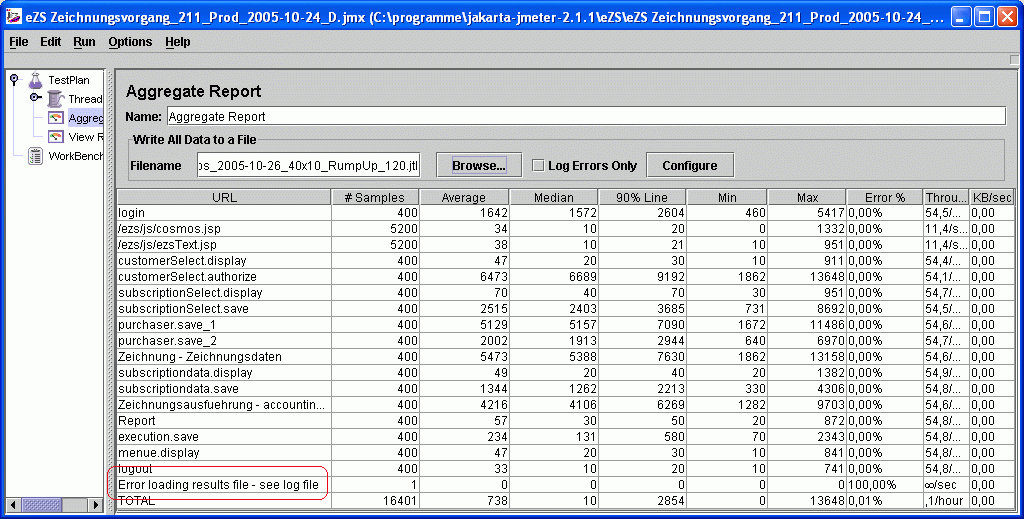 eZS Zeichnungsvorgang_211_Prod_2005-10-24_D.jmx (C:\programme\jakarta-jmeter-2.1.1\eZS\eZS Zeichnungsvorgang_211_Prod_2005-10-24_...
File Edit Run Options Help
TestPlan
Thread
Aggreg
View R
WorkBench
Aggregate Report
Name: Aggregate Report
Write All Data to a File
Filename os_2005-10-26_40x10_RumpUp_120.jtl Browse... Log Errors Only Configure
URL # Samples Average Median 90% Line Min Max Error % Throu... KB/sec
login 400 1642 1572 2604 460 5417 0,00% 54,5/... 0,00
/ezs/js/cosmos.jsp 5200 34 10 20 0 1332 0,00% 11,4/s... 0,00
/ezs/js/ezsText.jsp 5200 38 10 21 10 951 0,00% 11,4/s... 0,00
customerSelect.display 400 47 20 30 10 911 0,00% 54,4/... 0,00
customerSelect.authorize 400 6473 6689 9192 1862 13648 0,00% 54,1/... 0,00
subscriptionSelect.display 400 70 40 70 30 951 0,00% 54,7/... 0,00
subscriptionSelect.save 400 2515 2403 3685 731 8692 0,00% 54,5/... 0,00
purchaser.save_1 400 5129 5157 7090 1672 11486 0,00% 54,6/... 0,00
purchaser.save_2 400 2002 1913 2944 640 6970 0,00% 54,7/... 0,00
Zeichnung - Zeichnungsdaten 400 5473 5388 7630 1862 13158 0,00% 54,6/... 0,00
subscriptiondata.display 400 49 20 40 20 1382 0,00% 54,9/... 0,00
subscriptiondata.save 400 1344 1262 2213 330 4306 0,00% 54,8/... 0,00
Zeichnungsausfuehrung - accountin... 400 4216 4106 6269 1282 9703 0,00% 54,6/... 0,00
Report 400 57 30 50 20 872 0,00% 54,8/... 0,00
execution.save 400 234 131 580 70 2343 0,00% 54,8/... 0,00
menue.display 400 47 20 30 10 841 0,00% 54,8/... 0,00
logout 400 33 10 20 10 741 0,00% 54,8/... 0,00
Error loading results file - see log file 1 0 0 0 0 0 100,00% ∞/sec 0,00
TOTAL 16401 738 10 2854 0 13648 0,01% ,1/hour 0,00